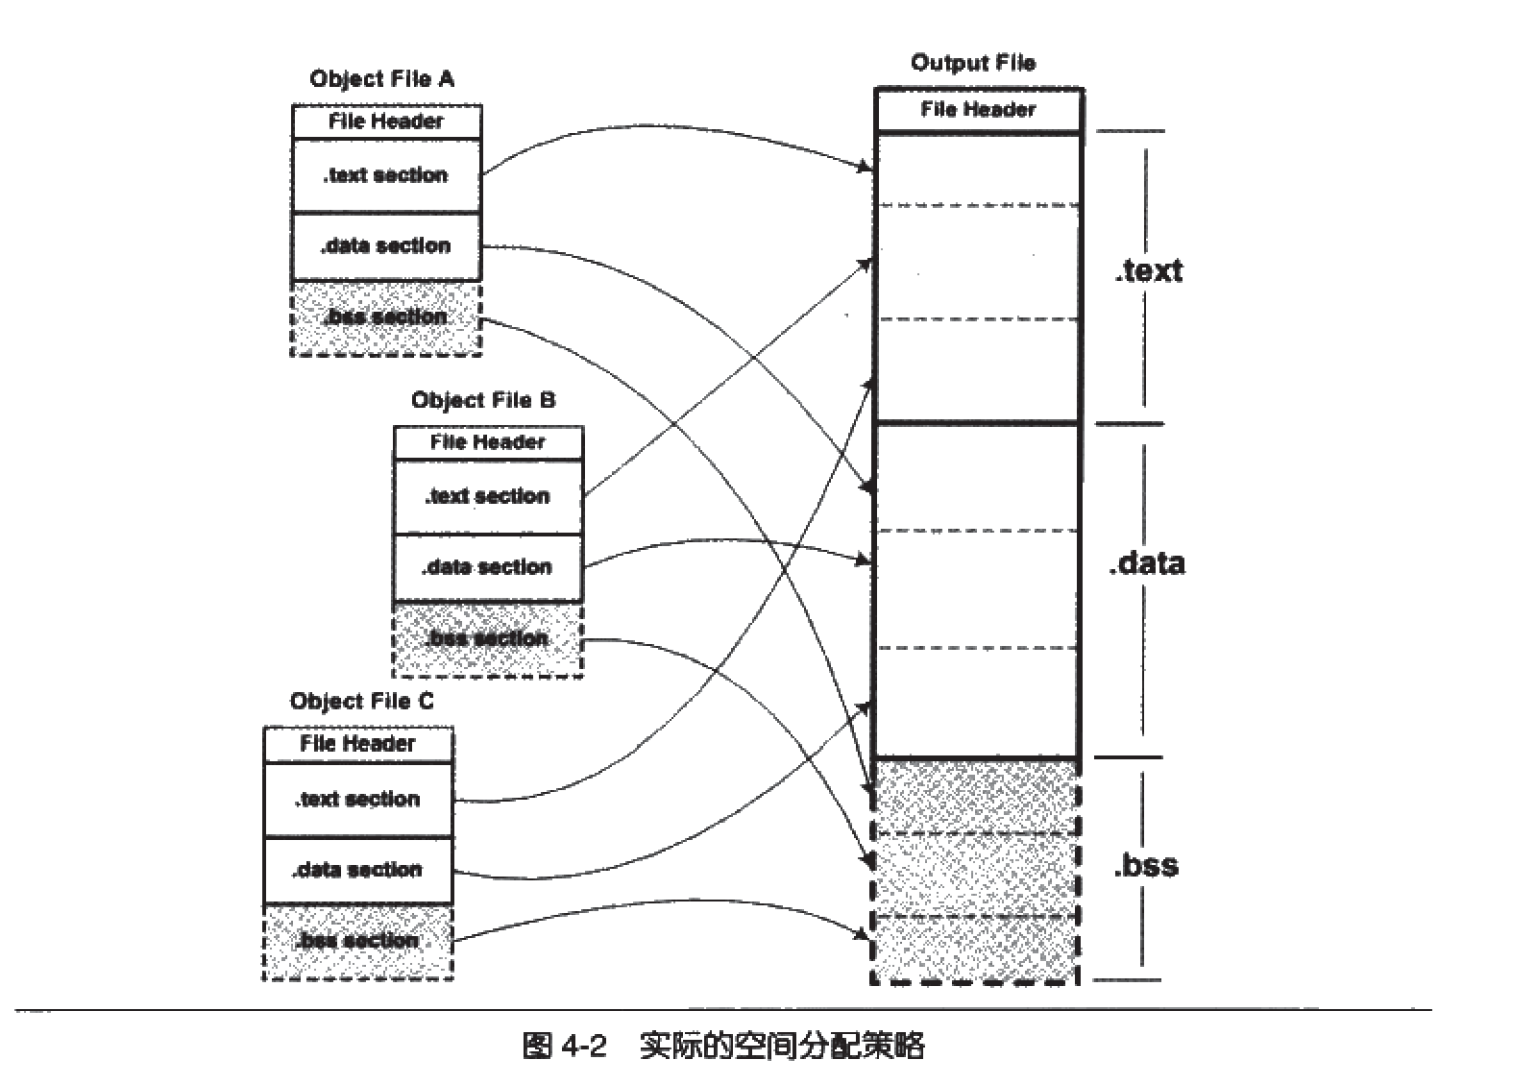 Object File A
File Header
.text section
.data section
.bss section
Object File B
File Header
.text section
.data section
.bss section
Object File C
File Header
.text section
.data section
.bss section
Output File
File Header
.text
.data
.bss
图 4-2 实际的空间分配策略